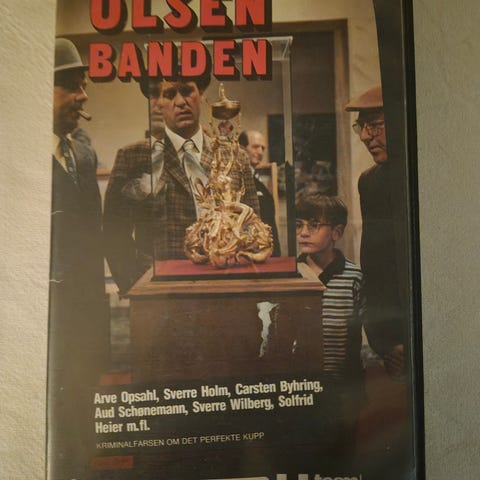 OLSEN
BANDEN
Arve Opsahl, Sverre Holm, Carsten Byhring,
Aud Schønemann, Sverre Wilberg, Solfrid
Heier m.fl.
KRIMINALFARSEN OM DET PERFEKTE KUPP